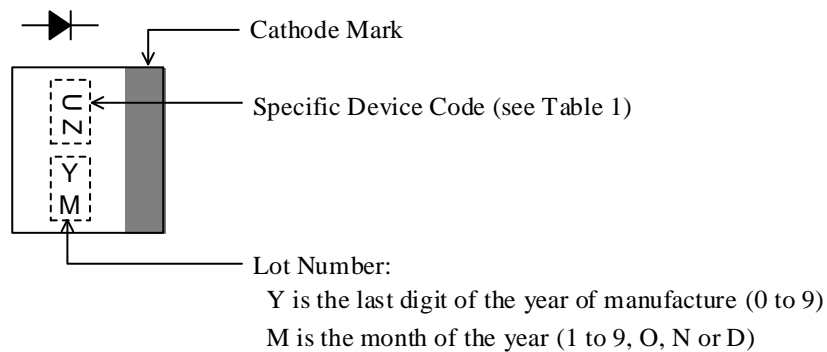 Cathode Mark
UN
Specific Device Code (see Table 1)
Y
M
Lot Number:
Y is the last digit of the year of manufacture (0 to 9)
M is the month of the year (1 to 9, O, N or D)